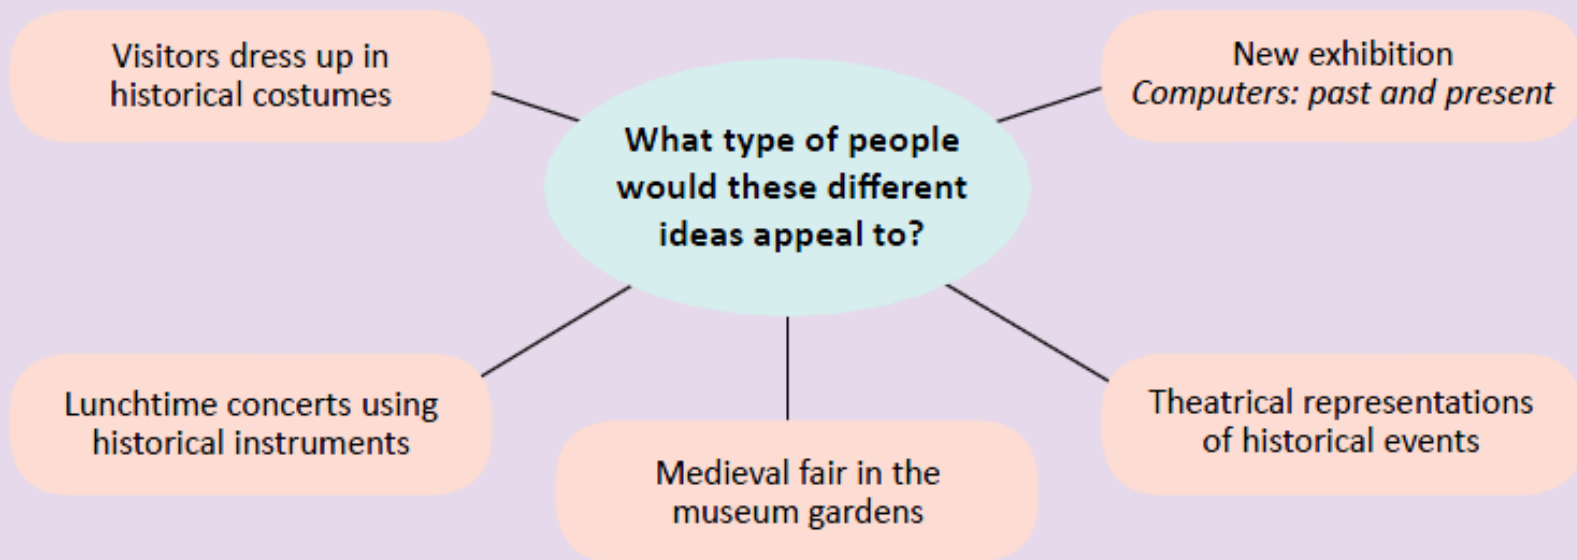 Visitors dress up in
historical costumes
New exhibition
Computers: past and present
What type of people
would these different
ideas appeal to?
Lunchtime concerts using
historical instruments
Medieval fair in the
museum gardens
Theatrical representations
of historical events